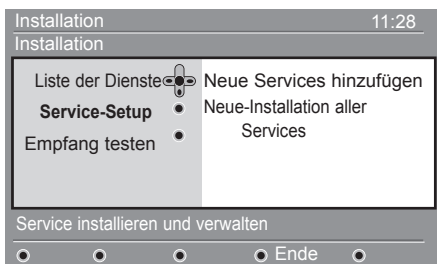 Installation 11:28
Installation
Liste der Dienste
Service-Setup
Empfang testen
Neue Services hinzufügen
Neue-Installation aller
Services
Service installieren und verwalten
Ende